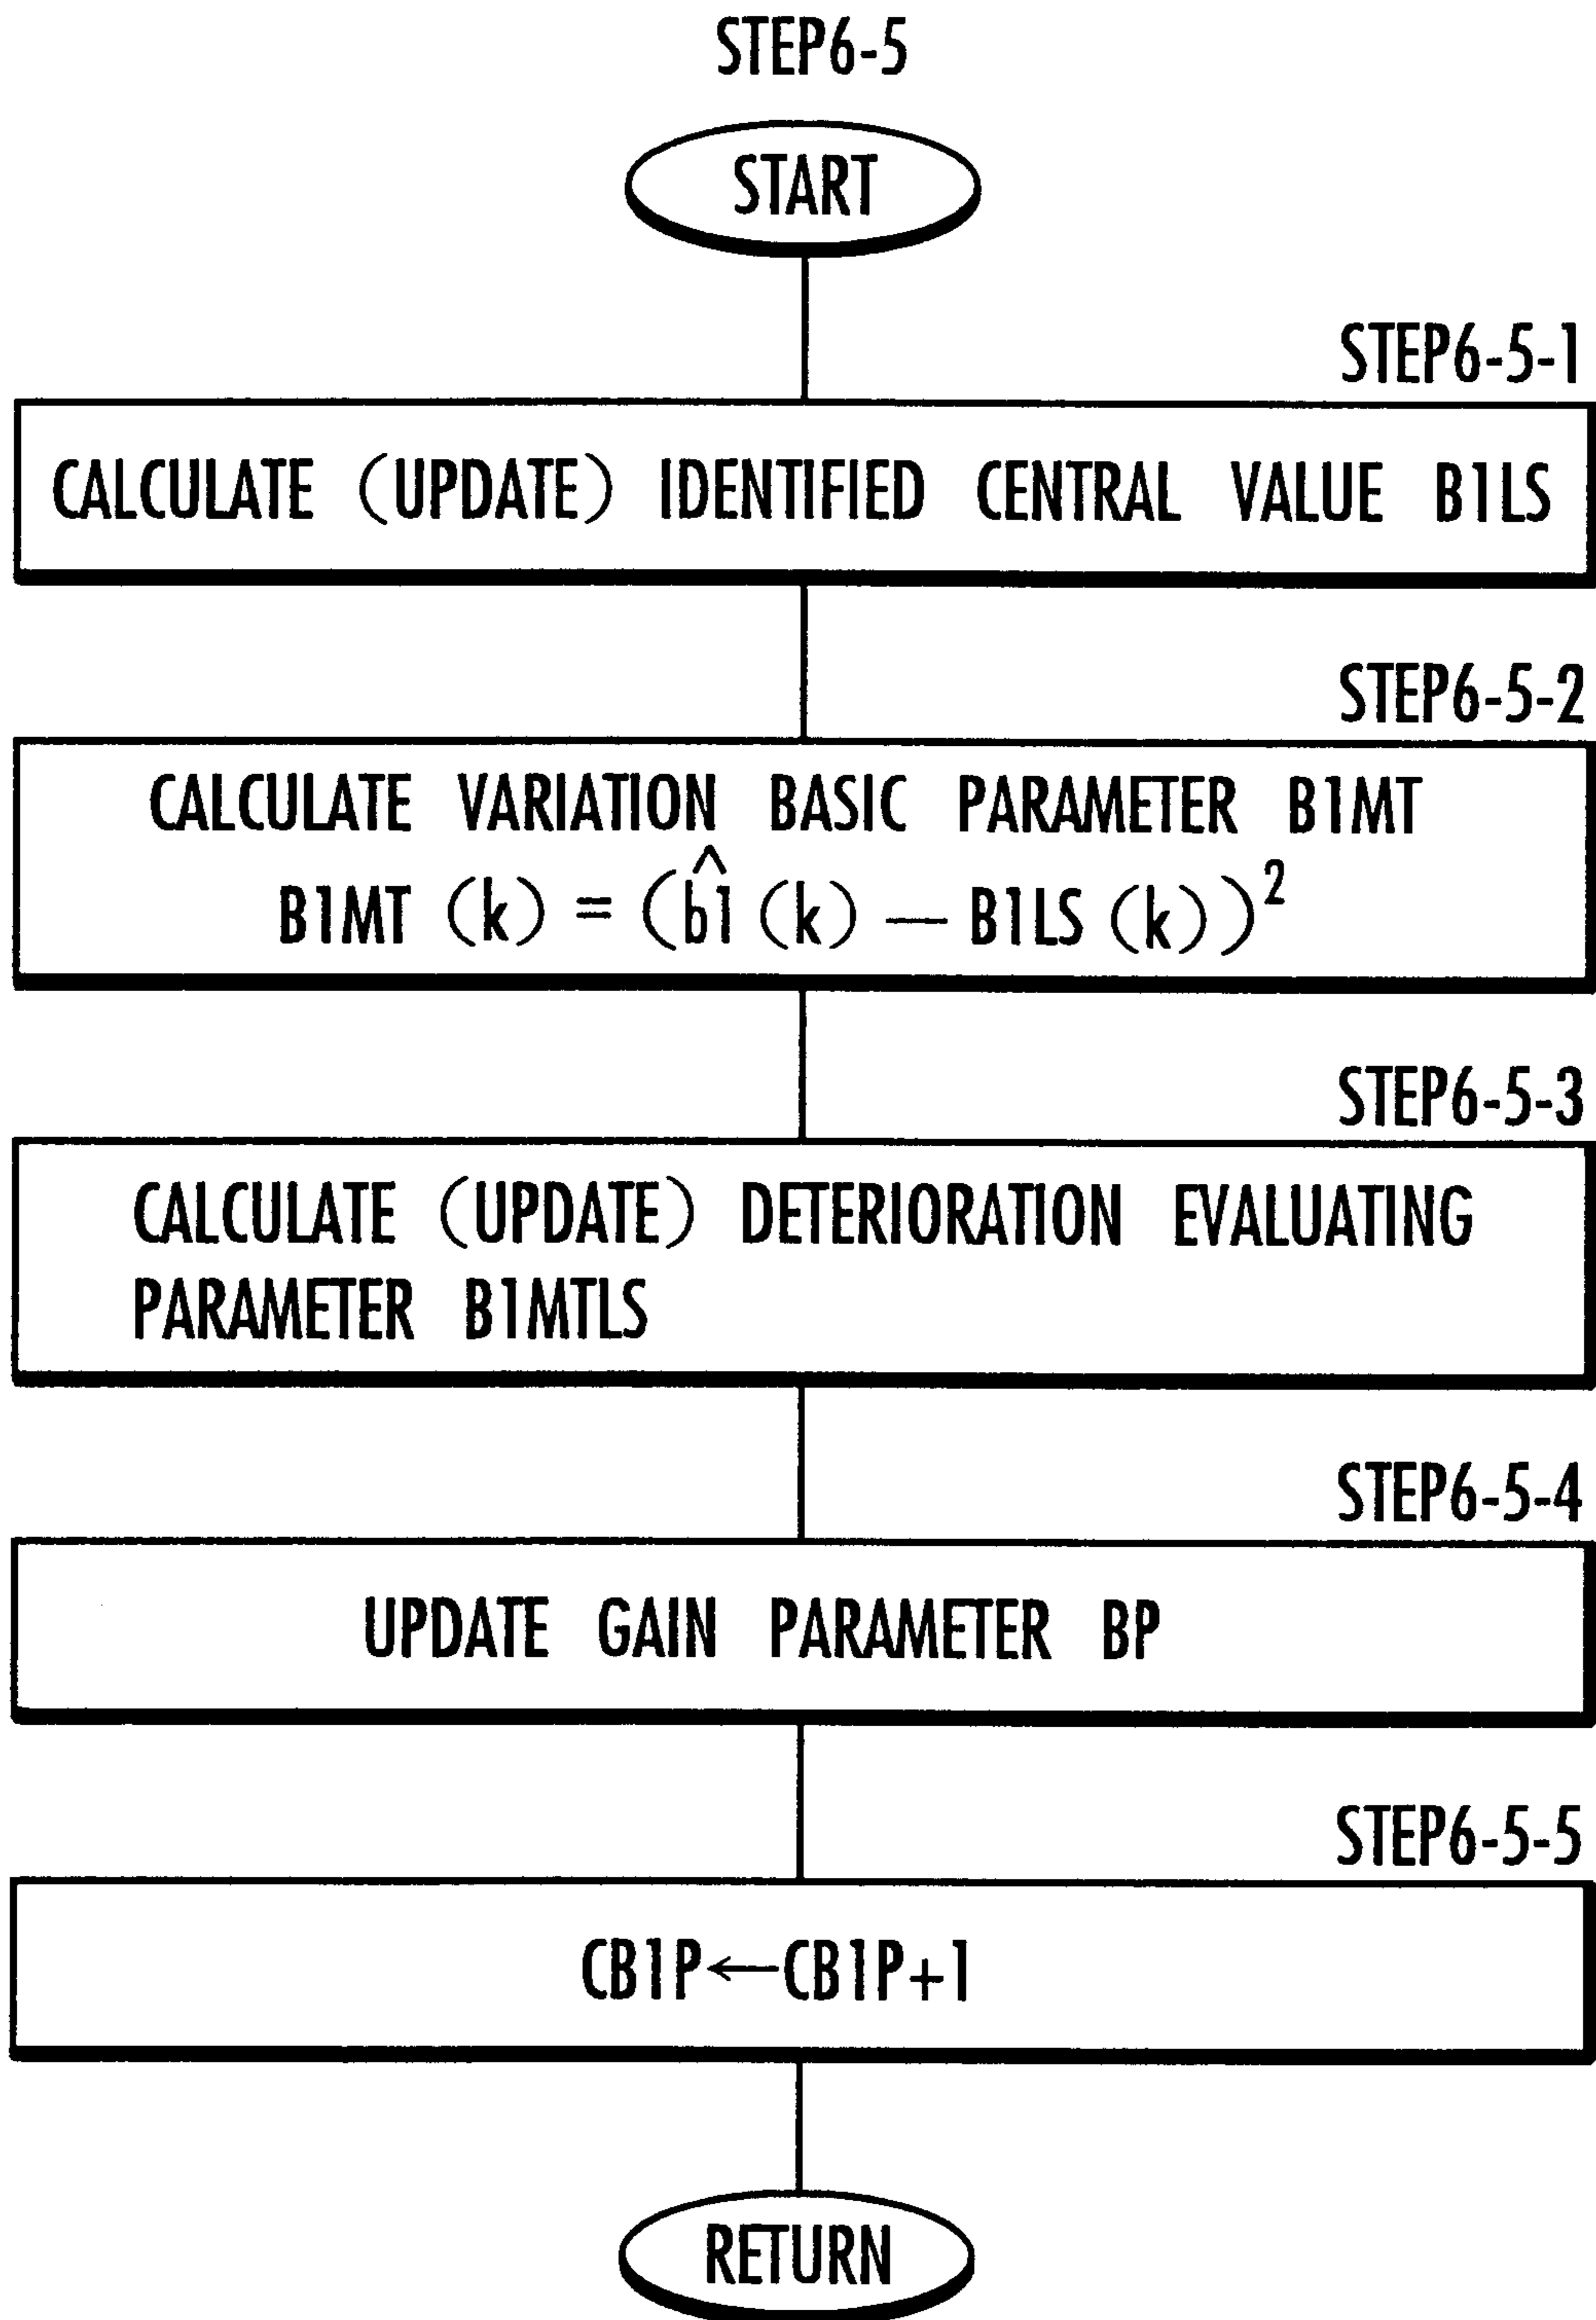 STEP6-5
START
STEP6-5-1
CALCULATE (UPDATE) IDENTIFIED CENTRAL VALUE B1LS
STEP6-5-2
CALCULATE VARIATION BASIC PARAMETER B1MT
B1MT (k) = (b̂1 (k) — B1LS (k))²
STEP6-5-3
CALCULATE (UPDATE) DETERIORATION EVALUATING
PARAMETER B1MTLS
STEP6-5-4
UPDATE GAIN PARAMETER BP
STEP6-5-5
CB1P←CB1P+1
RETURN